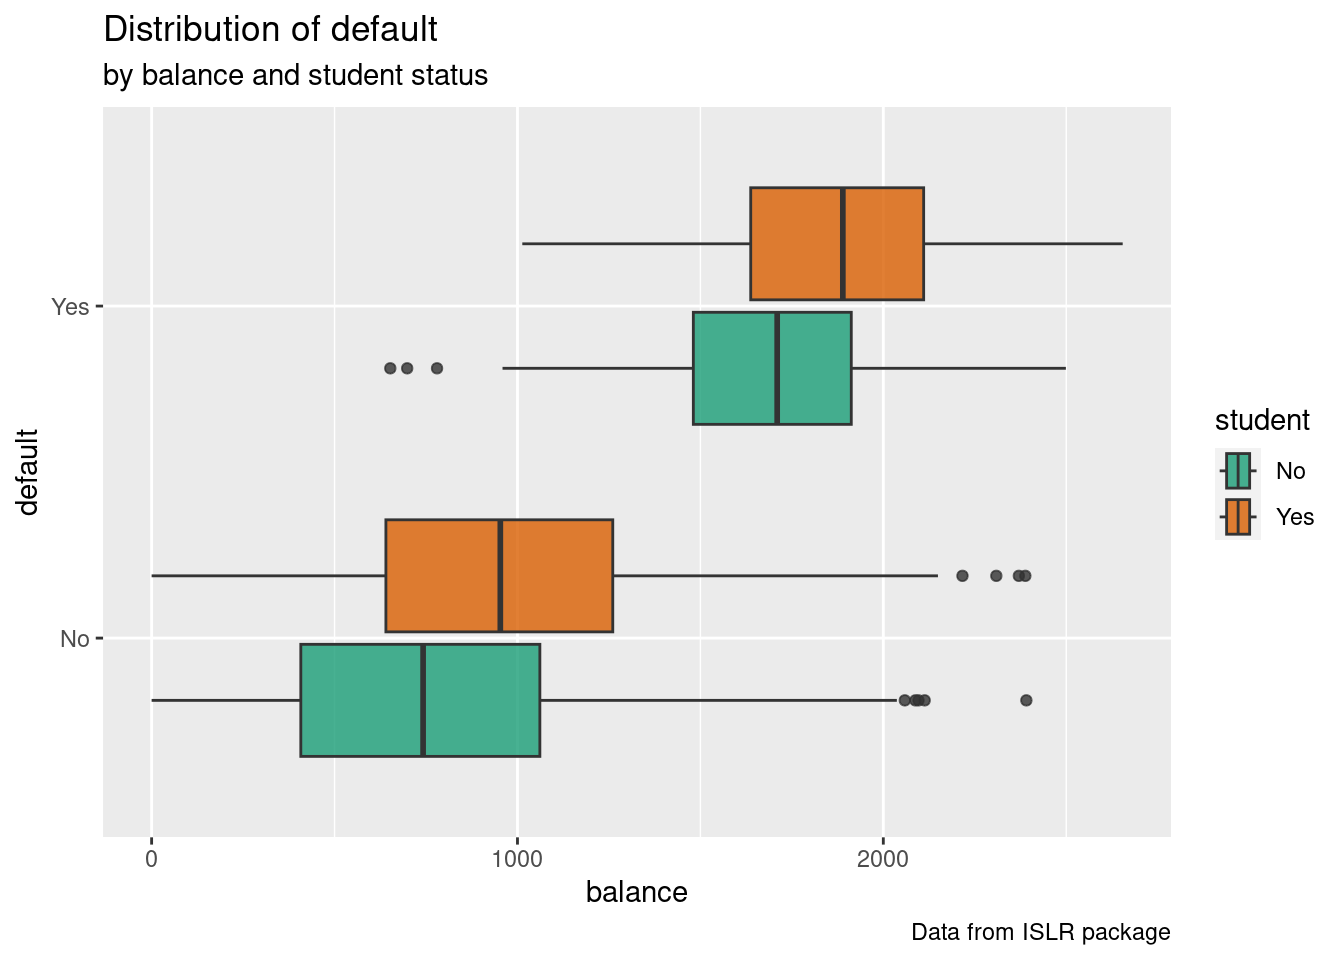 Distribution of default
by balance and student status
default
Yes
No
0
1000
2000
balance
student
No
Yes
Data from ISLR package